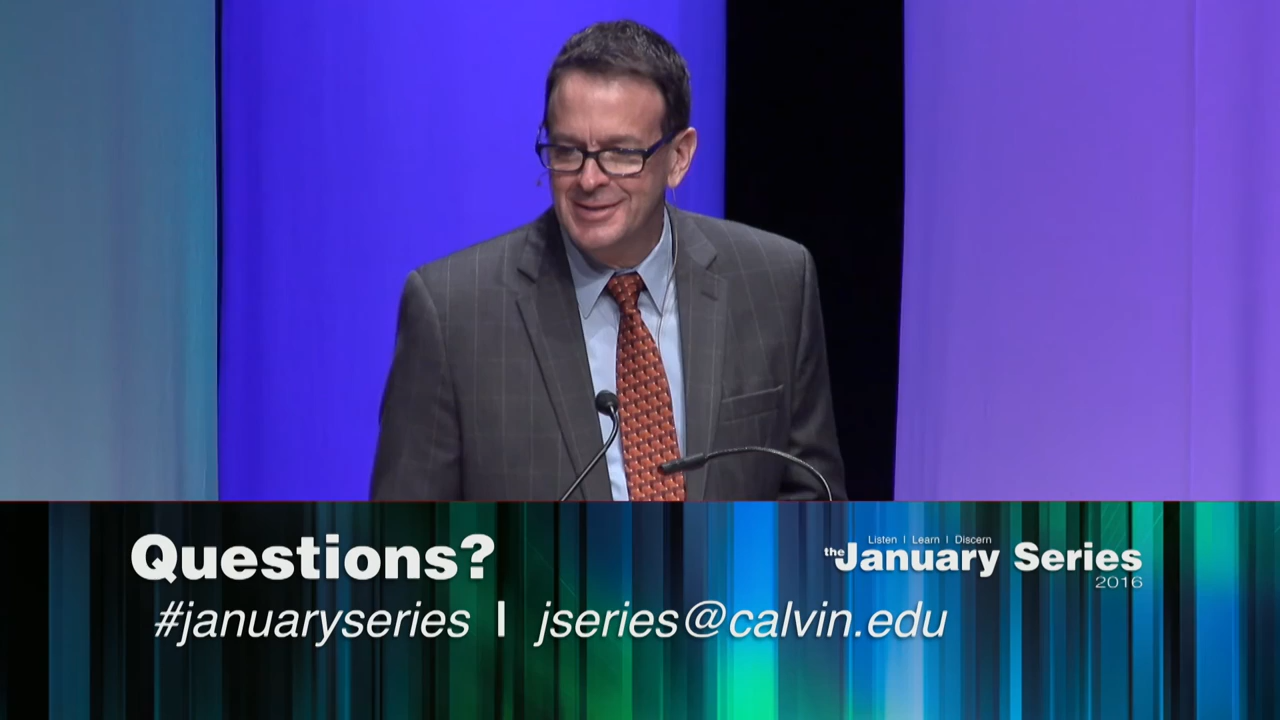 Questions?
#januaryseries | jseries@calvin.edu
Listen | Learn | Discern
the January Series
2016